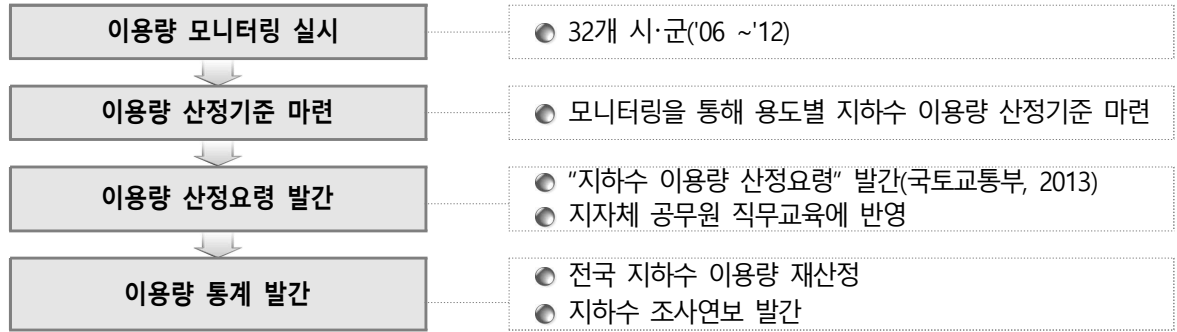 이용량 모니터링 실시
32개 시·군('06 ~'12)
이용량 산정기준 마련
모니터링을 통해 용도별 지하수 이용량 산정기준 마련
이용량 산정요령 발간
“지하수 이용량 산정요령” 발간(국토교통부, 2013)
지자체 공무원 직무교육에 반영
이용량 통계 발간
전국 지하수 이용량 재산정
지하수 조사연보 발간